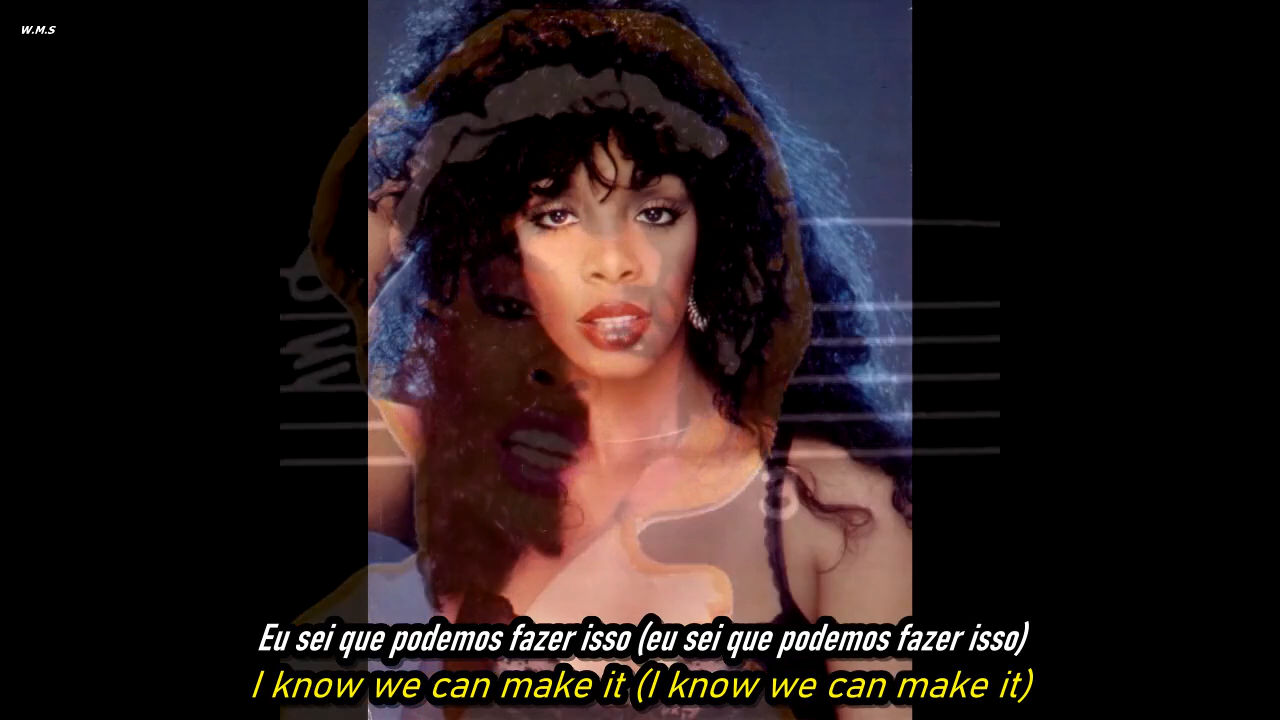 W.M.S
Eu sei que podemos fazer isso (eu sei que podemos fazer isso)
I know we can make it (I know we can make it)